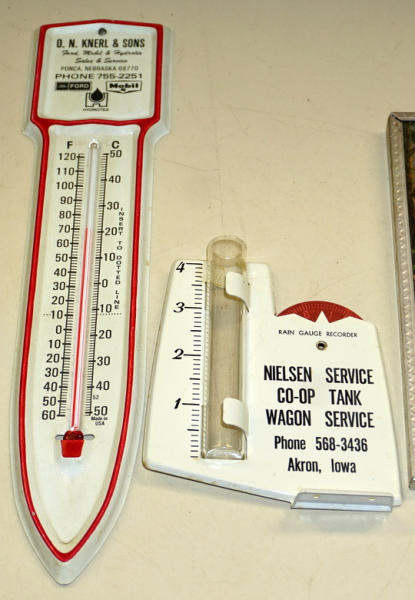 O. N. KNERL & SONS
Ford, Mobil & Hydrotex
Sales & Service
PONCA, NEBRASKA 68770
PHONE 755-2251
FORD Mobil
HYDROTEX
F C
120 50
110
100 40
90 30
80
70 20
60
50 10
40
30 0
20
10 10
0
10 20
20
30 30
40 40
50
60 50
INSERT TO DOTTED LINE
52
Made in
USA
4
3
2
1
RAIN GAUGE RECORDER
NIELSEN SERVICE
CO-OP TANK
WAGON SERVICE
Phone 568-3436
Akron, Iowa